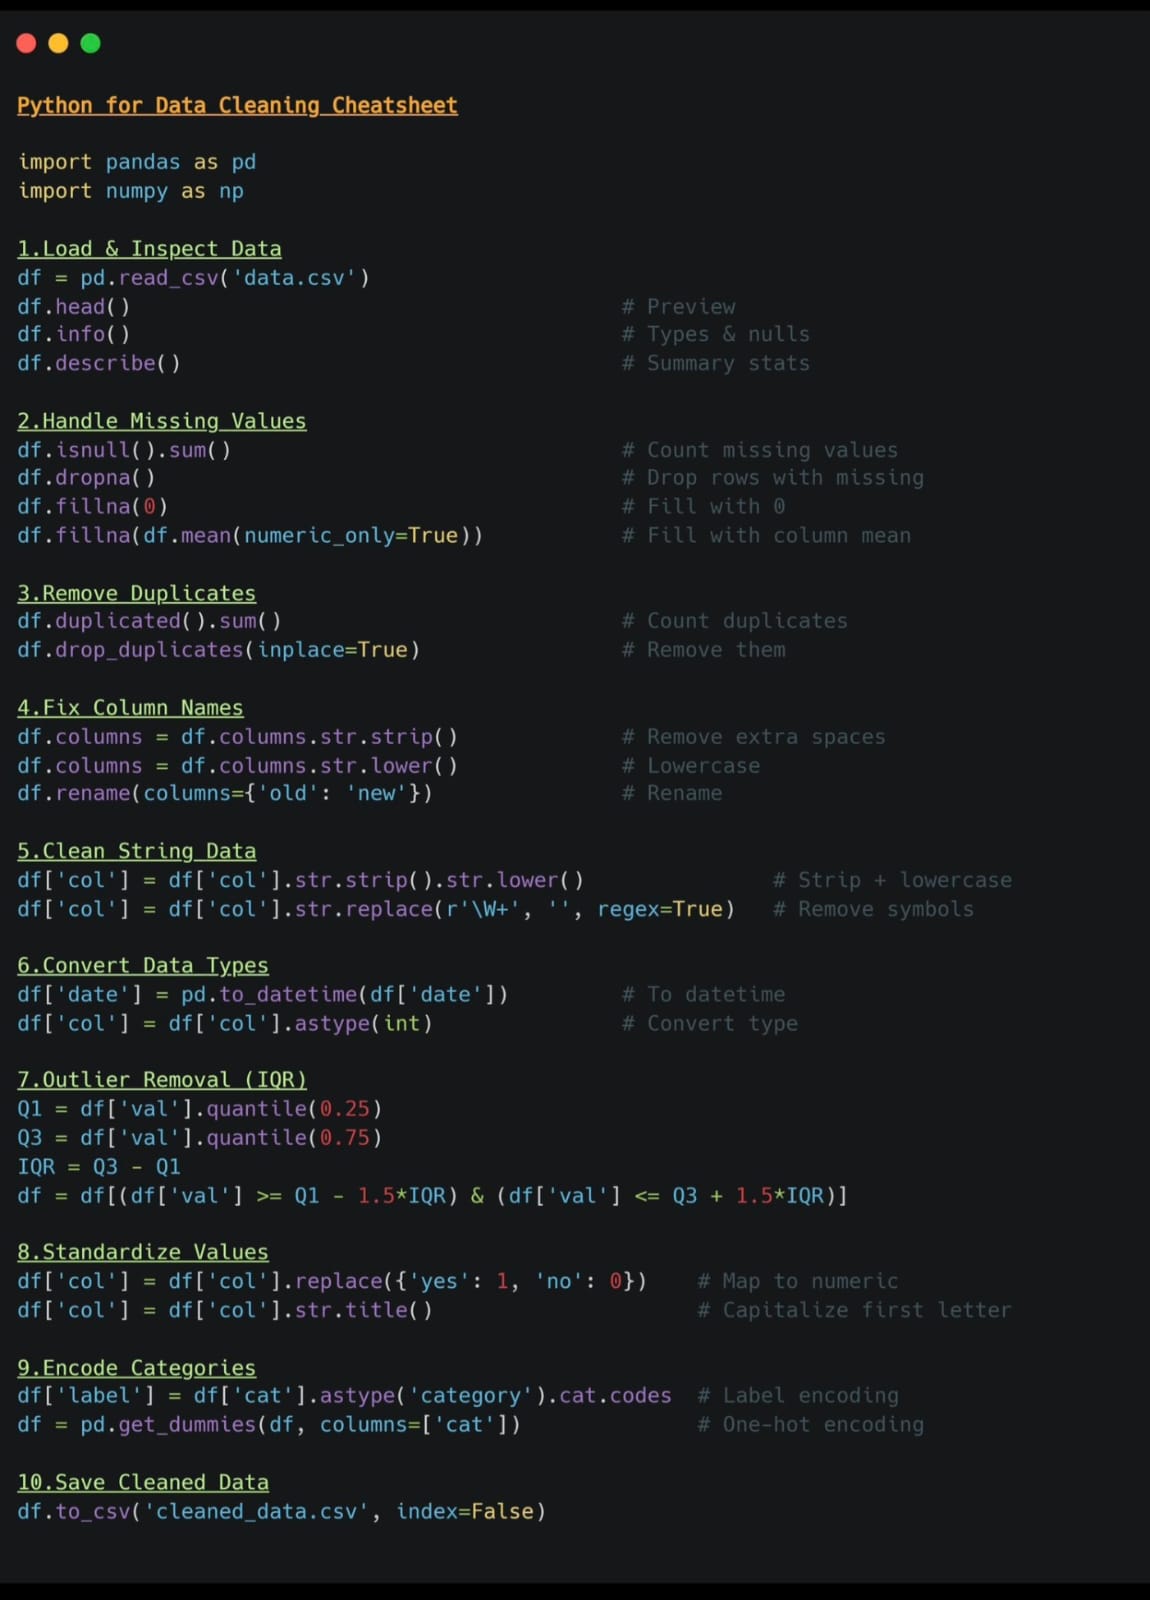 Python for Data Cleaning Cheatsheet
import pandas as pd
import numpy as np
1.Load & Inspect Data
df = pd.read_csv('data.csv')
df.head() # Preview
df.info() # Types & nulls
df.describe() # Summary stats
2.Handle Missing Values
df.isnull().sum() # Count missing values
df.dropna() # Drop rows with missing
df.fillna(0) # Fill with 0
df.fillna(df.mean(numeric_only=True)) # Fill with column mean
3.Remove Duplicates
df.duplicated().sum() # Count duplicates
df.drop_duplicates(inplace=True) # Remove them
4.Fix Column Names
df.columns = df.columns.str.strip() # Remove extra spaces
df.columns = df.columns.str.lower() # Lowercase
df.rename(columns={'old': 'new'}) # Rename
5.Clean String Data
df['col'] = df['col'].str.strip().str.lower() # Strip + lowercase
df['col'] = df['col'].str.replace(r'\W+', '', regex=True) # Remove symbols
6.Convert Data Types
df['date'] = pd.to_datetime(df['date']) # To datetime
df['col'] = df['col'].astype(int) # Convert type
7.Outlier Removal (IQR)
Q1 = df['val'].quantile(0.25)
Q3 = df['val'].quantile(0.75)
IQR = Q3 - Q1
df = df[(df['val'] >= Q1 - 1.5*IQR) & (df['val'] <= Q3 + 1.5*IQR)]
8.Standardize Values
df['col'] = df['col'].replace({'yes': 1, 'no': 0}) # Map to numeric
df['col'] = df['col'].str.title() # Capitalize first letter
9.Encode Categories
df['label'] = df['cat'].astype('category').cat.codes # Label encoding
df = pd.get_dummies(df, columns=['cat']) # One-hot encoding
10.Save Cleaned Data
df.to_csv('cleaned_data.csv', index=False)